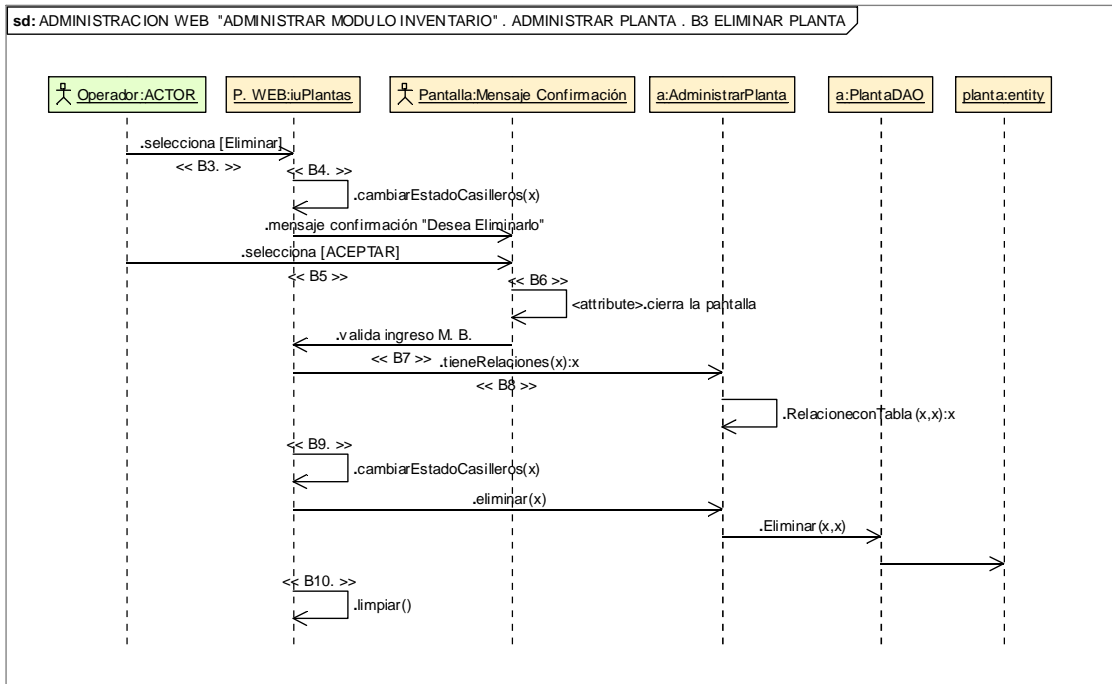 sd: ADMINISTRACION WEB "ADMINISTRAR MODULO INVENTARIO" . ADMINISTRAR PLANTA . B3 ELIMINAR PLANTA
Operador:ACTOR
P. WEB:iuPlantas
Pantalla:Mensaje Confirmación
a:AdministrarPlanta
a:PlantaDAO
planta:entity
.selecciona [Eliminar]
<< B3. >>
<< B4. >>
.cambiarEstadoCasilleros(x)
.mensaje confirmación "Desea Eliminarlo"
.selecciona [ACEPTAR]
<< B5 >>
<< B6 >>
<attribute>.cierra la pantalla
.valida ingreso M. B.
<< B7 >>
.tieneRelaciones(x):x
<< B8 >>
.RelacioneconTabla (x,x):x
<< B9. >>
.cambiarEstadoCasilleros(x)
.eliminar(x)
.Eliminar(x,x)
<< B10. >>
.limpiar()